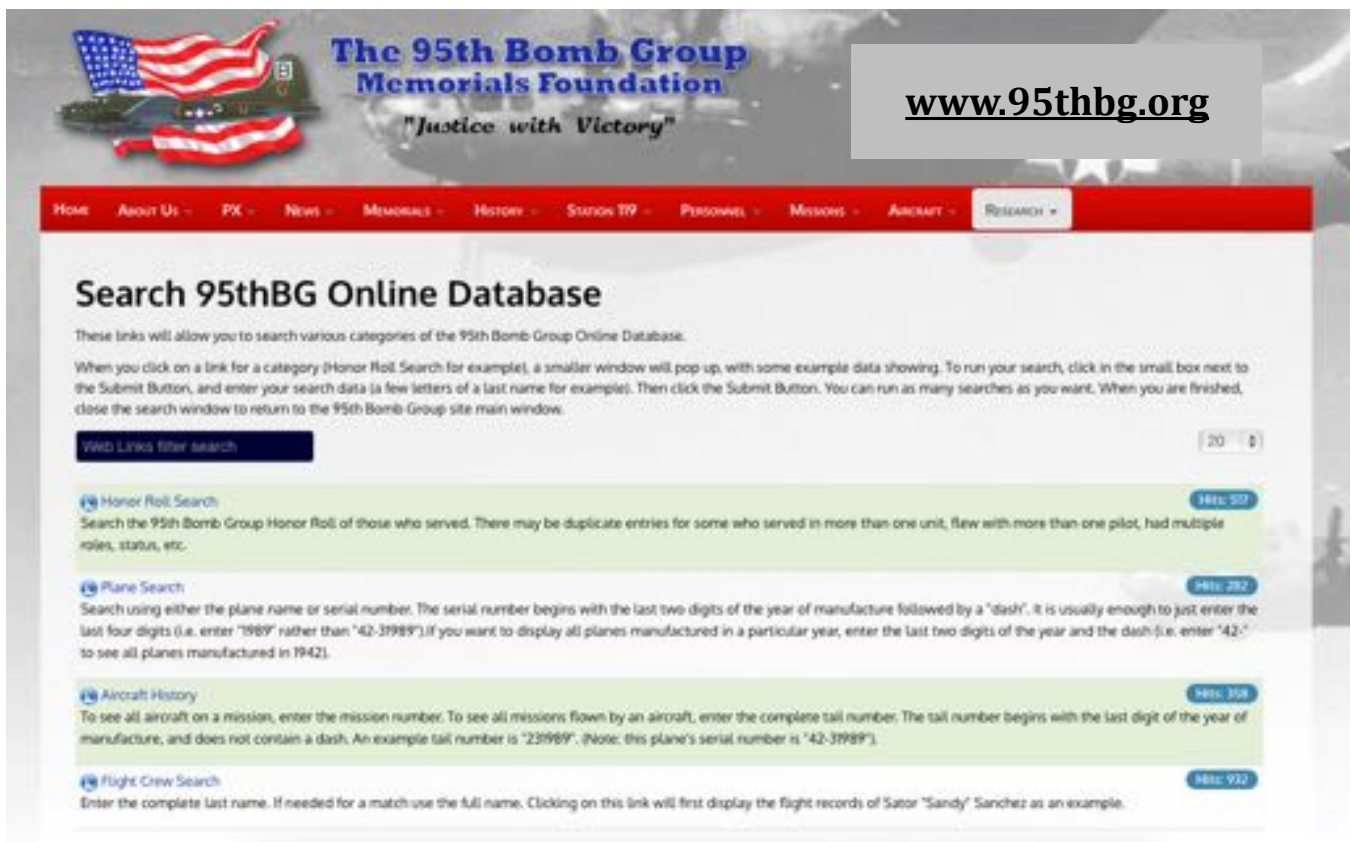 The 95th Bomb Group
Memorials Foundation
"Justice with Victory"
www.95thbg.org
Home About Us PX News Memorials History Station 119 Personnel Missions Aircraft Research
Search 95thBG Online Database
These links will allow you to search various categories of the 95th Bomb Group Online Database.
When you click on a link for a category (Honor Roll Search for example), a smaller window will pop up, with some example data showing. To run your search, click in the small box next to
the Submit Button, and enter your search data (a few letters of a last name for example). Then click the Submit Button. You can run as many searches as you want. When you are finished,
close the search window to return to the 95th Bomb Group site main window.
Web Links filter search
20
Honor Roll Search
Hits: 517
Search the 95th Bomb Group Honor Roll of those who served. There may be duplicate entries for some who served in more than one unit, flew with more than one pilot, had multiple
roles, status, etc.
Plane Search
Hits: 282
Search using either the plane name or serial number. The serial number begins with the last two digits of the year of manufacture followed by a "dash". It is usually enough to just enter the
last four digits (i.e. enter "1989" rather than "42-31989").If you want to display all planes manufactured in a particular year, enter the last two digits of the year and the dash (i.e. enter "42-"
to see all planes manufactured in 1942).
Aircraft History
Hits: 358
To see all aircraft on a mission, enter the mission number. To see all missions flown by an aircraft, enter the complete tail number. The tail number begins with the last digit of the year of
manufacture, and does not contain a dash. An example tail number is "231989". (Note: this plane's serial number is "42-31989").
Flight Crew Search
Hits: 932
Enter the complete last name. If needed for a match use the full name. Clicking on this link will first display the flight records of Sator "Sandy" Sanchez as an example.